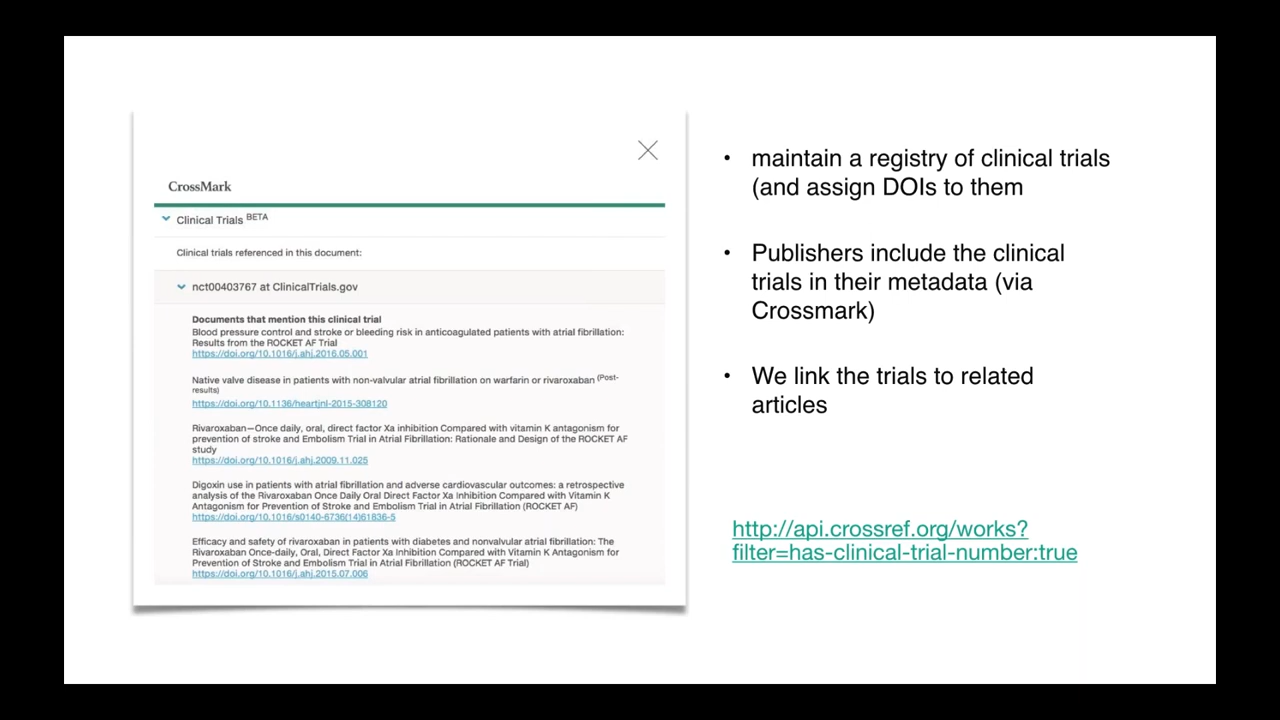 CrossMark
Clinical Trials BETA
Clinical trials referenced in this document:
nct00403767 at ClinicalTrials.gov
Documents that mention this clinical trial
Blood pressure control and stroke or bleeding risk in anticoagulated patients with atrial fibrillation:
Results from the ROCKET AF Trial
https://doi.org/10.1016/j.ahj.2016.05.001
Native valve disease in patients with non-valvular atrial fibrillation on warfarin or rivaroxaban (Post-
results)
https://doi.org/10.1136/heartjnl-2015-308120
Rivaroxaban—Once daily, oral, direct factor Xa inhibition Compared with vitamin K antagonism for
prevention of stroke and Embolism Trial in Atrial Fibrillation: Rationale and Design of the ROCKET AF
study
https://doi.org/10.1016/j.ahj.2009.11.025
Digoxin use in patients with atrial fibrillation and adverse cardiovascular outcomes: a retrospective
analysis of the Rivaroxaban Once Daily Oral Direct Factor Xa Inhibition Compared with Vitamin K
Antagonism for Prevention of Stroke and Embolism Trial in Atrial Fibrillation (ROCKET AF)
https://doi.org/10.1016/s0140-6736(14)61836-5
Efficacy and safety of rivaroxaban in patients with diabetes and nonvalvular atrial fibrillation: The
Rivaroxaban Once-daily, Oral, Direct Factor Xa Inhibition Compared with Vitamin K Antagonism for
Prevention of Stroke and Embolism Trial in Atrial Fibrillation (ROCKET AF Trial)
https://doi.org/10.1016/j.ahj.2015.07.006
• maintain a registry of clinical trials
(and assign DOIs to them
• Publishers include the clinical
trials in their metadata (via
Crossmark)
• We link the trials to related
articles
http://api.crossref.org/works?
filter=has-clinical-trial-number:true